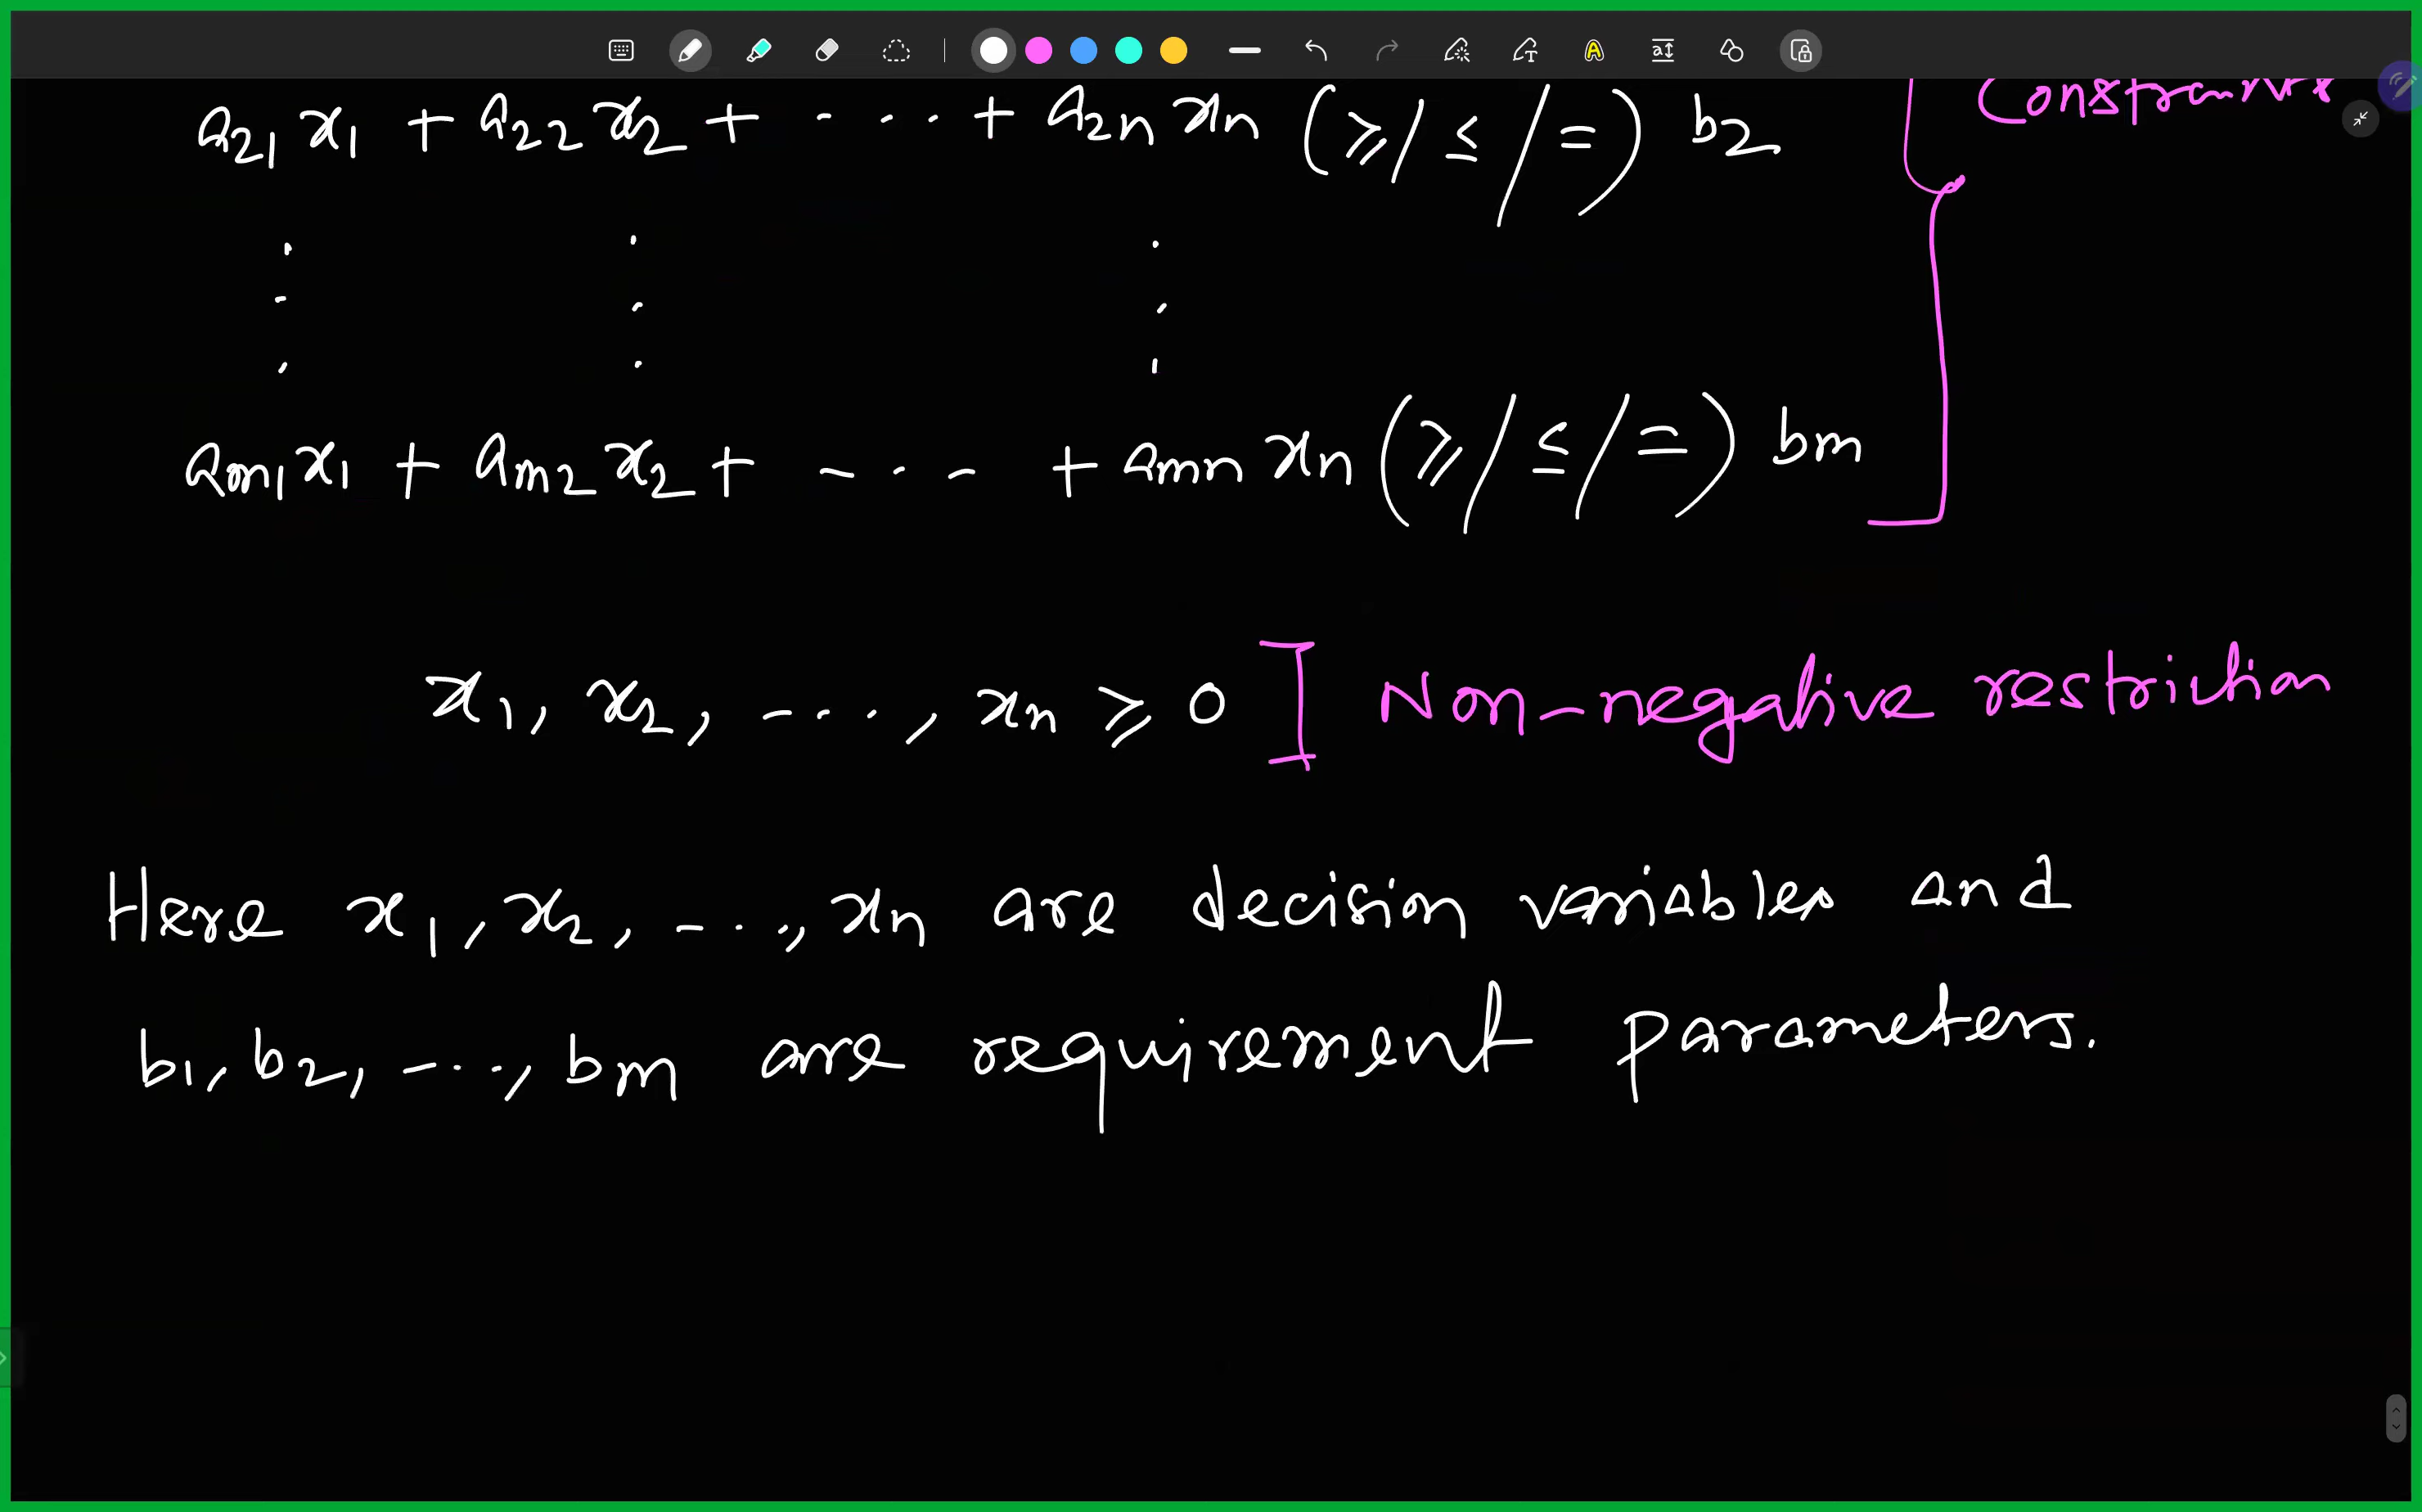 Constraints
a21 x1 + a22 x2 + - - .. + a2n xn (≥/≤/=) b2
. . .
. . .
. . .
am1 x1 + am2 x2 + - - - + amn xn (≥/≤/=) bm
x1, x2, - - .., xn ≥ 0 ] Non-negative restriction
Here x1, x2, - .., xn are decision variables and
b1, b2, - .., bm are requirement parameters.